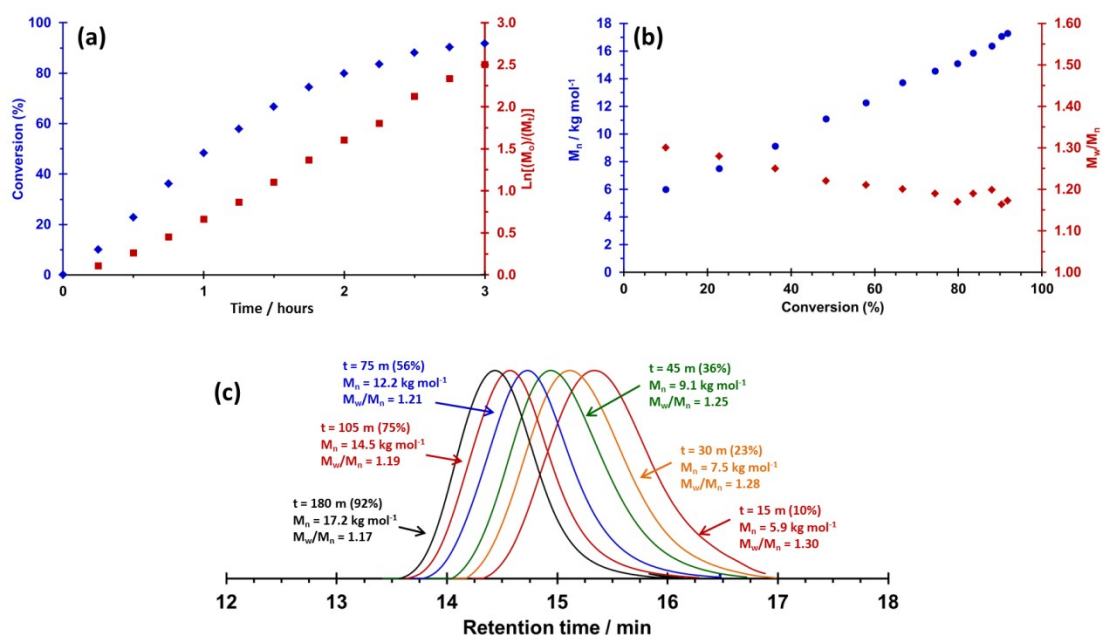 (a)
100
80
60
40
20
0
Conversion (%)
3.0
2.5
2.0
1.5
1.0
0.5
0.0
Ln[(M₀)/(Mₜ)]
0 1 2 3
Time / hours
(b)
18
16
14
12
10
8
6
4
2
0
Mₙ / kg mol⁻¹
1.60
1.50
1.40
1.30
1.20
1.10
1.00
M_w/Mₙ
0 20 40 60 80 100
Conversion (%)
(c)
t = 75 m (56%)
Mₙ = 12.2 kg mol⁻¹
M_w/Mₙ = 1.21
t = 105 m (75%)
Mₙ = 14.5 kg mol⁻¹
M_w/Mₙ = 1.19
t = 180 m (92%)
Mₙ = 17.2 kg mol⁻¹
M_w/Mₙ = 1.17
t = 45 m (36%)
Mₙ = 9.1 kg mol⁻¹
M_w/Mₙ = 1.25
t = 30 m (23%)
Mₙ = 7.5 kg mol⁻¹
M_w/Mₙ = 1.28
t = 15 m (10%)
Mₙ = 5.9 kg mol⁻¹
M_w/Mₙ = 1.30
12 13 14 15 16 17 18
Retention time / min